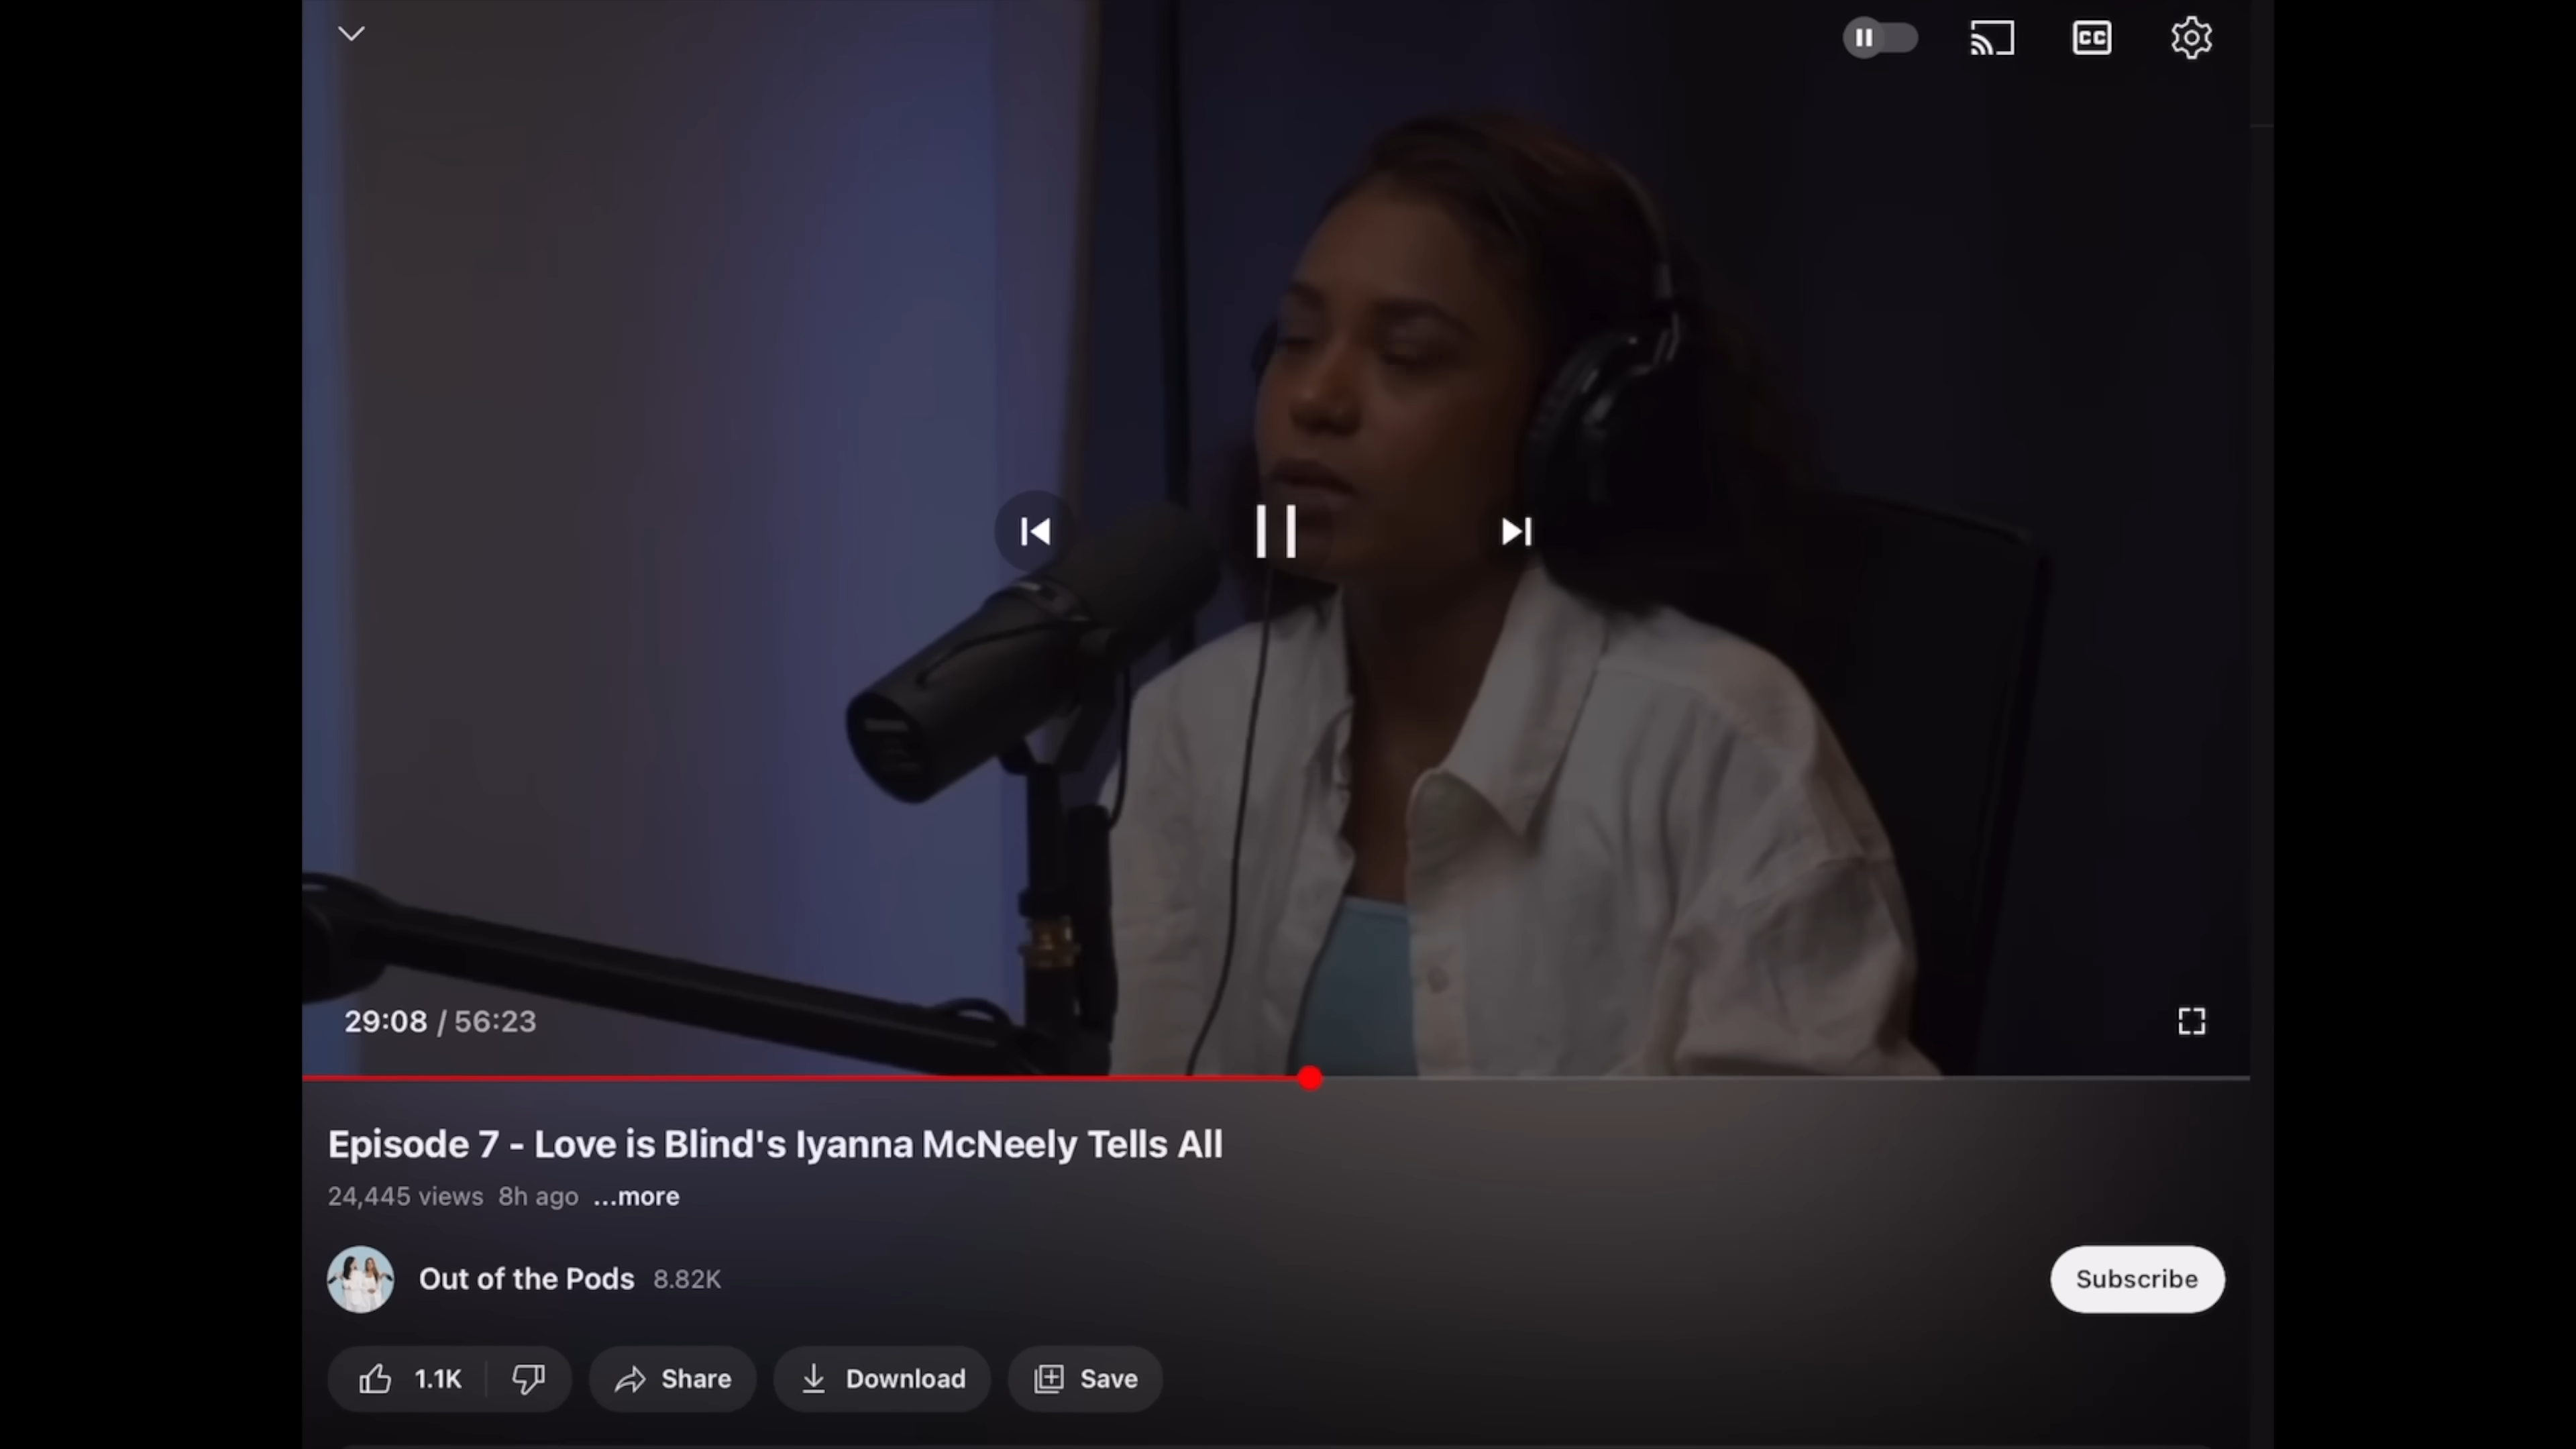 CC
29:08 / 56:23
Episode 7 - Love is Blind's Iyanna McNeely Tells All
24,445 views 8h ago ...more
Out of the Pods 8.82K
Subscribe
1.1K Share Download Save